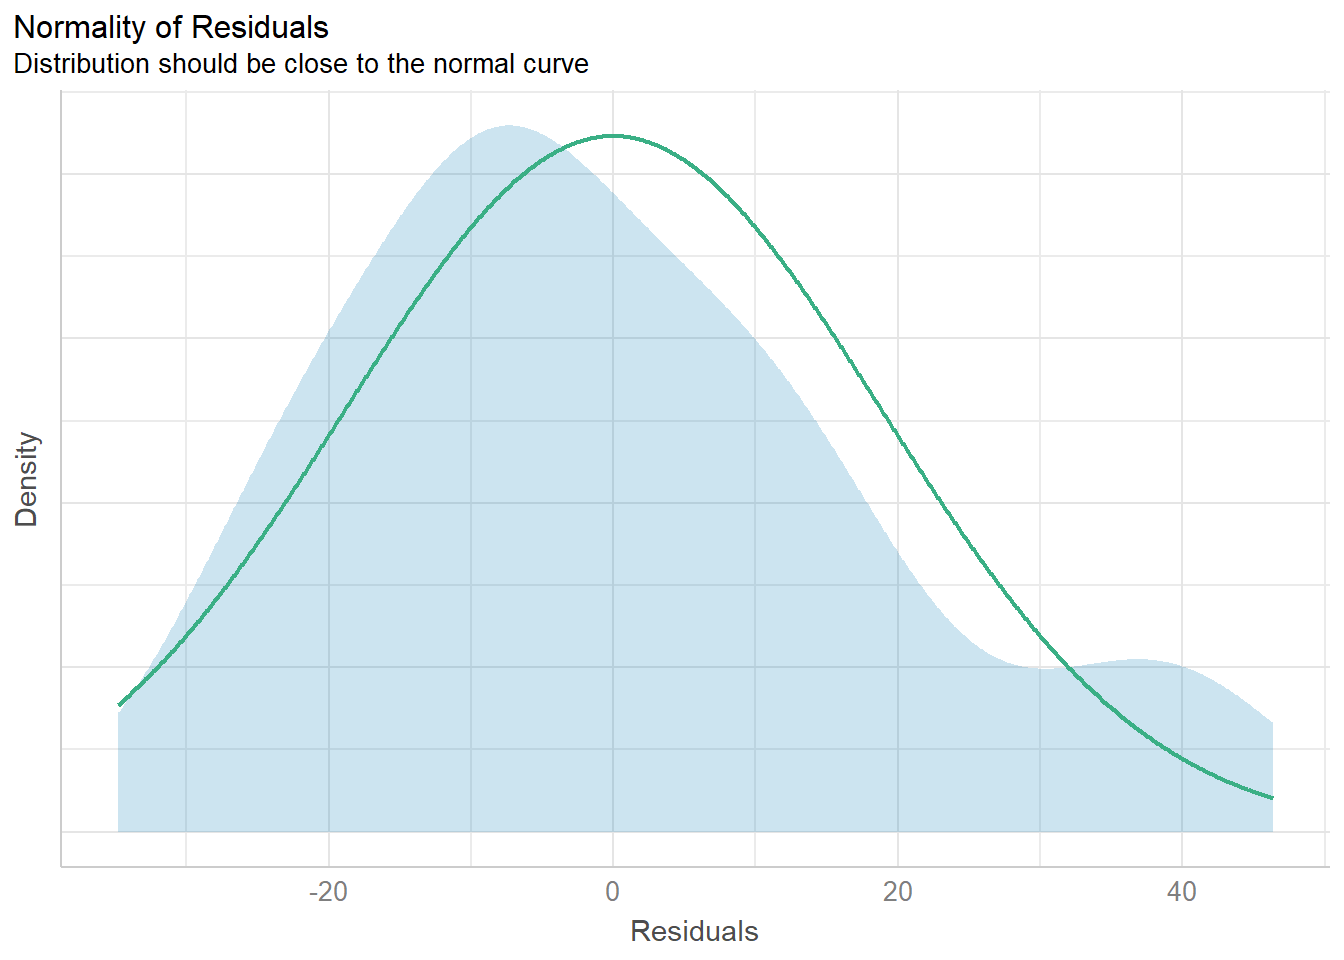 Normality of Residuals
Distribution should be close to the normal curve
Density
-20 0 20 40
Residuals